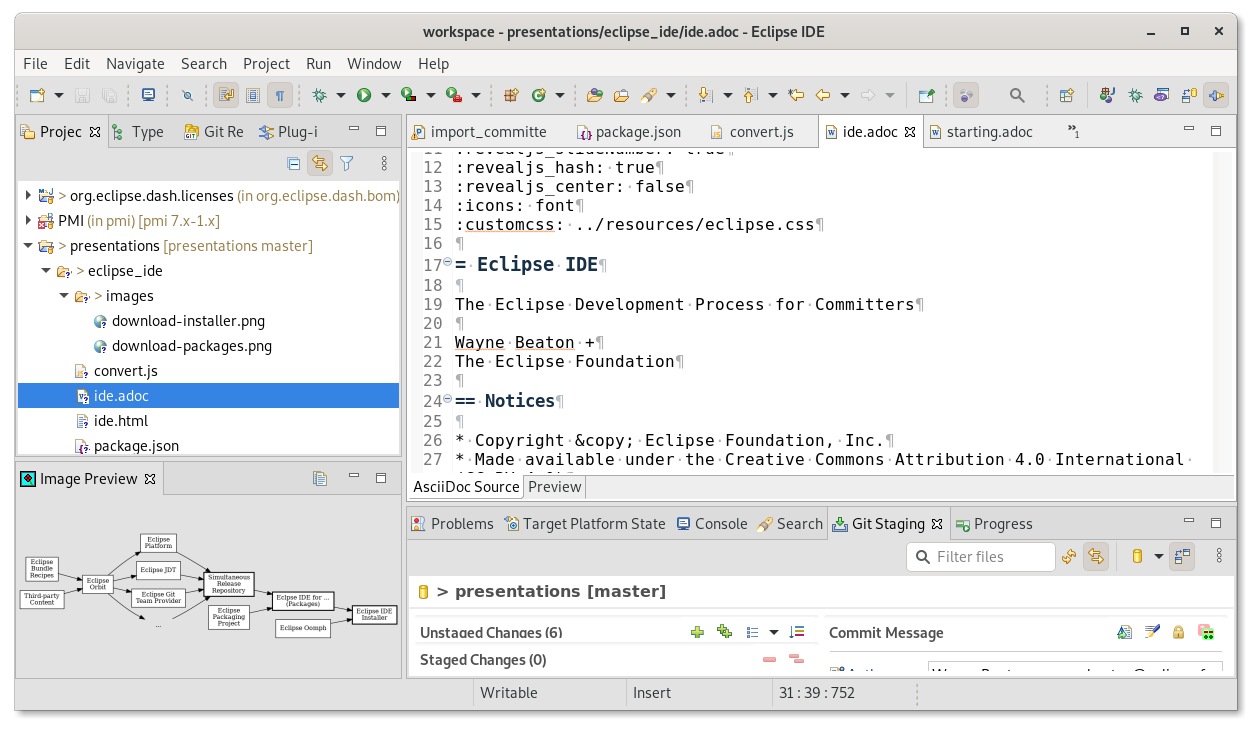 workspace - presentations/eclipse_ide/ide.adoc - Eclipse IDE
File Edit Navigate Search Project Run Window Help
Projec Type Git Re Plug-i
> org.eclipse.dash.licenses (in org.eclipse.dash.bom)
PMI (in pmi) [pmi 7.x-1.x]
> presentations [presentations master]
> eclipse_ide
> images
download-installer.png
download-packages.png
convert.js
ide.adoc
ide.html
package.json
Image Preview
Eclipse
Bundle
Recipes
Third-party
Content
Eclipse
Orbit
Eclipse
Platform
Eclipse JDT
Eclipse Git
Team Provider
...
Simultaneous
Release
Repository
Eclipse
Packaging
Project
Eclipse IDE for ...
(Packages)
Eclipse Oomph
Eclipse IDE
Installer
import_committe package.json convert.js ide.adoc starting.adoc »1
11 :revealjs_slideNumber:·true¶
12 :revealjs_hash:·true¶
13 :revealjs_center:·false¶
14 :icons:·font¶
15 :customcss:·../resources/eclipse.css¶
16 ¶
17 =·Eclipse·IDE¶
18 ¶
19 The·Eclipse·Development·Process·for·Committers¶
20 ¶
21 Wayne·Beaton·+¶
22 The·Eclipse·Foundation¶
23 ¶
24 ==·Notices¶
25 ¶
26 *·Copyright·&copy;·Eclipse·Foundation,·Inc.¶
27 *·Made·available·under·the·Creative·Commons·Attribution·4.0·International·
AsciiDoc Source Preview
Problems Target Platform State Console Search Git Staging Progress
Filter files
> presentations [master]
Unstaged Changes (6)
Staged Changes (0)
Commit Message
Writable Insert 31 : 39 : 752